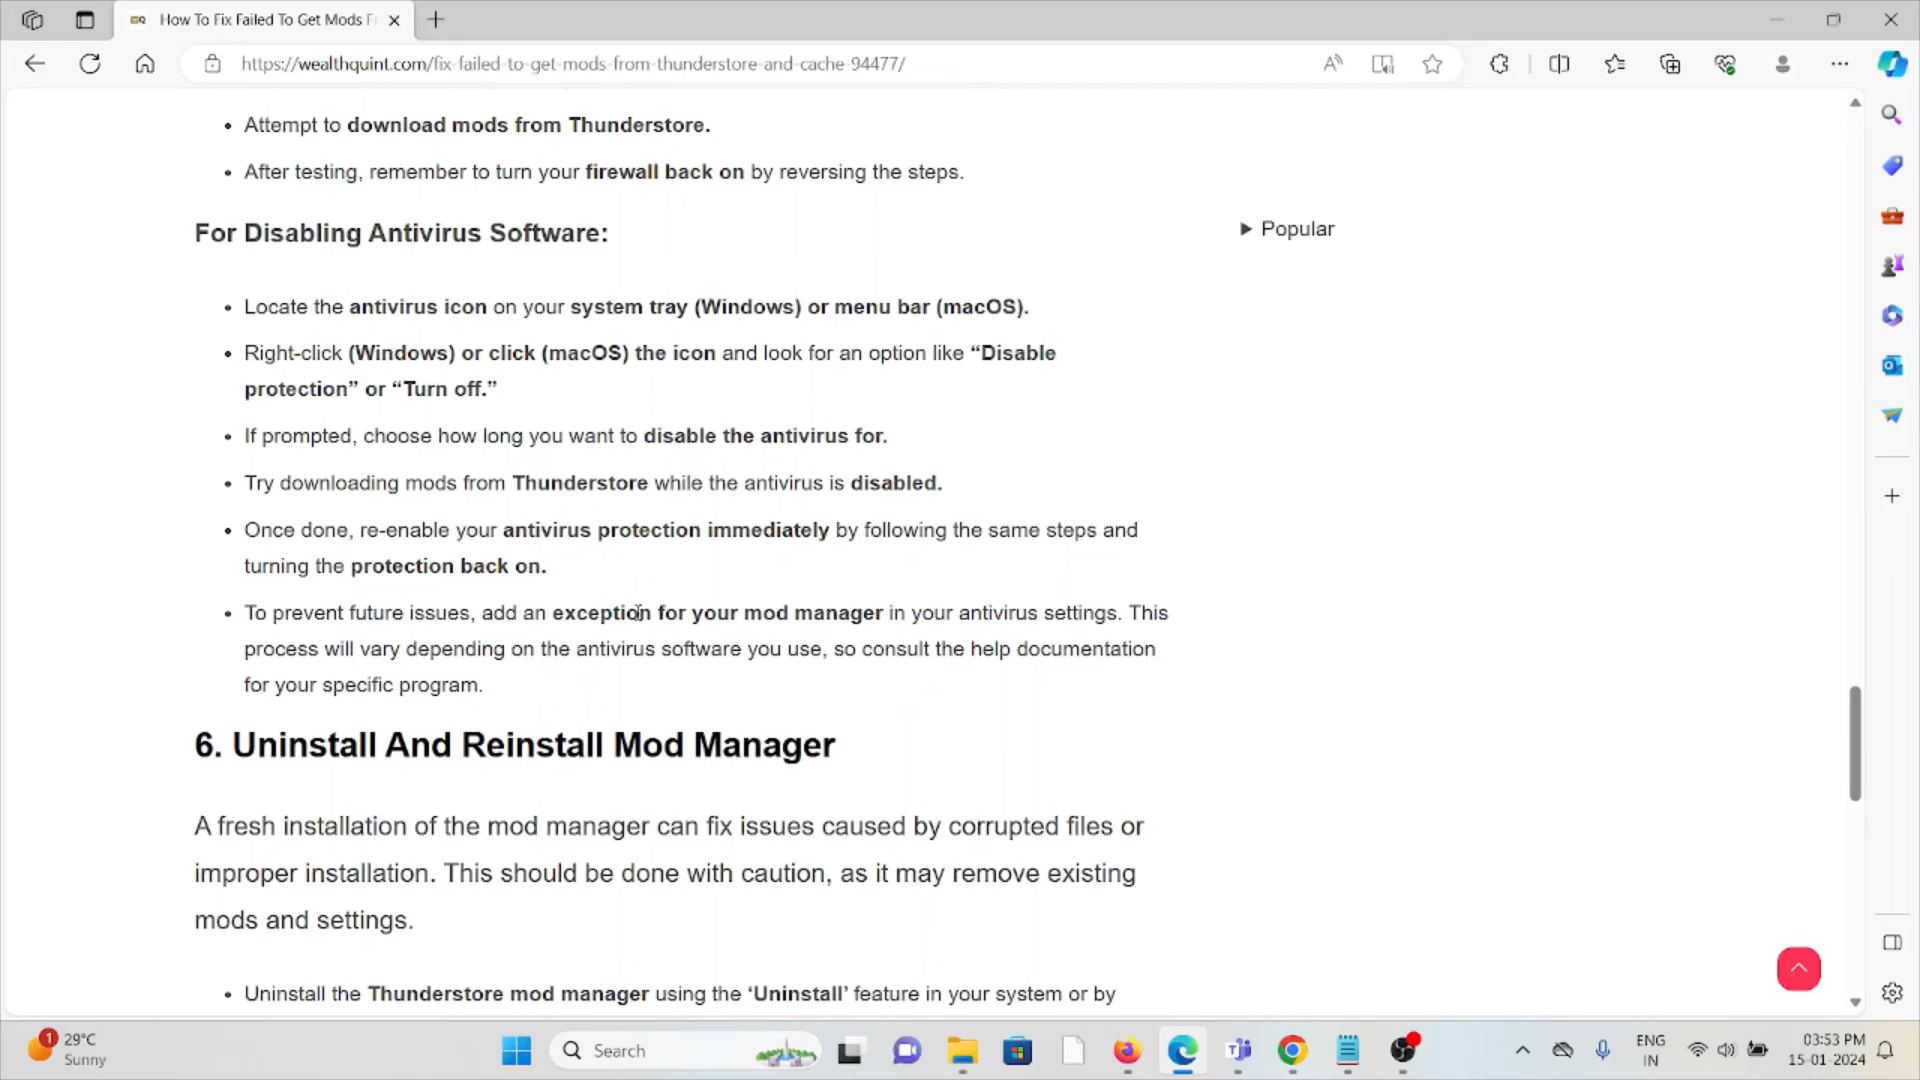 How To Fix Failed To Get Mods Fr
https://wealthquint.com/fix-failed-to-get-mods-from-thunderstore-and-cache-94477/
Attempt to download mods from Thunderstore.
After testing, remember to turn your firewall back on by reversing the steps.
For Disabling Antivirus Software:
Popular
Locate the antivirus icon on your system tray (Windows) or menu bar (macOS).
Right-click (Windows) or click (macOS) the icon and look for an option like “Disable
protection” or “Turn off.”
If prompted, choose how long you want to disable the antivirus for.
Try downloading mods from Thunderstore while the antivirus is disabled.
Once done, re-enable your antivirus protection immediately by following the same steps and
turning the protection back on.
To prevent future issues, add an exception for your mod manager in your antivirus settings. This
process will vary depending on the antivirus software you use, so consult the help documentation
for your specific program.
6. Uninstall And Reinstall Mod Manager
A fresh installation of the mod manager can fix issues caused by corrupted files or
improper installation. This should be done with caution, as it may remove existing
mods and settings.
Uninstall the Thunderstore mod manager using the ‘Uninstall’ feature in your system or by
1
29°C
Sunny
Search
ENG
IN
03:53 PM
15-01-2024